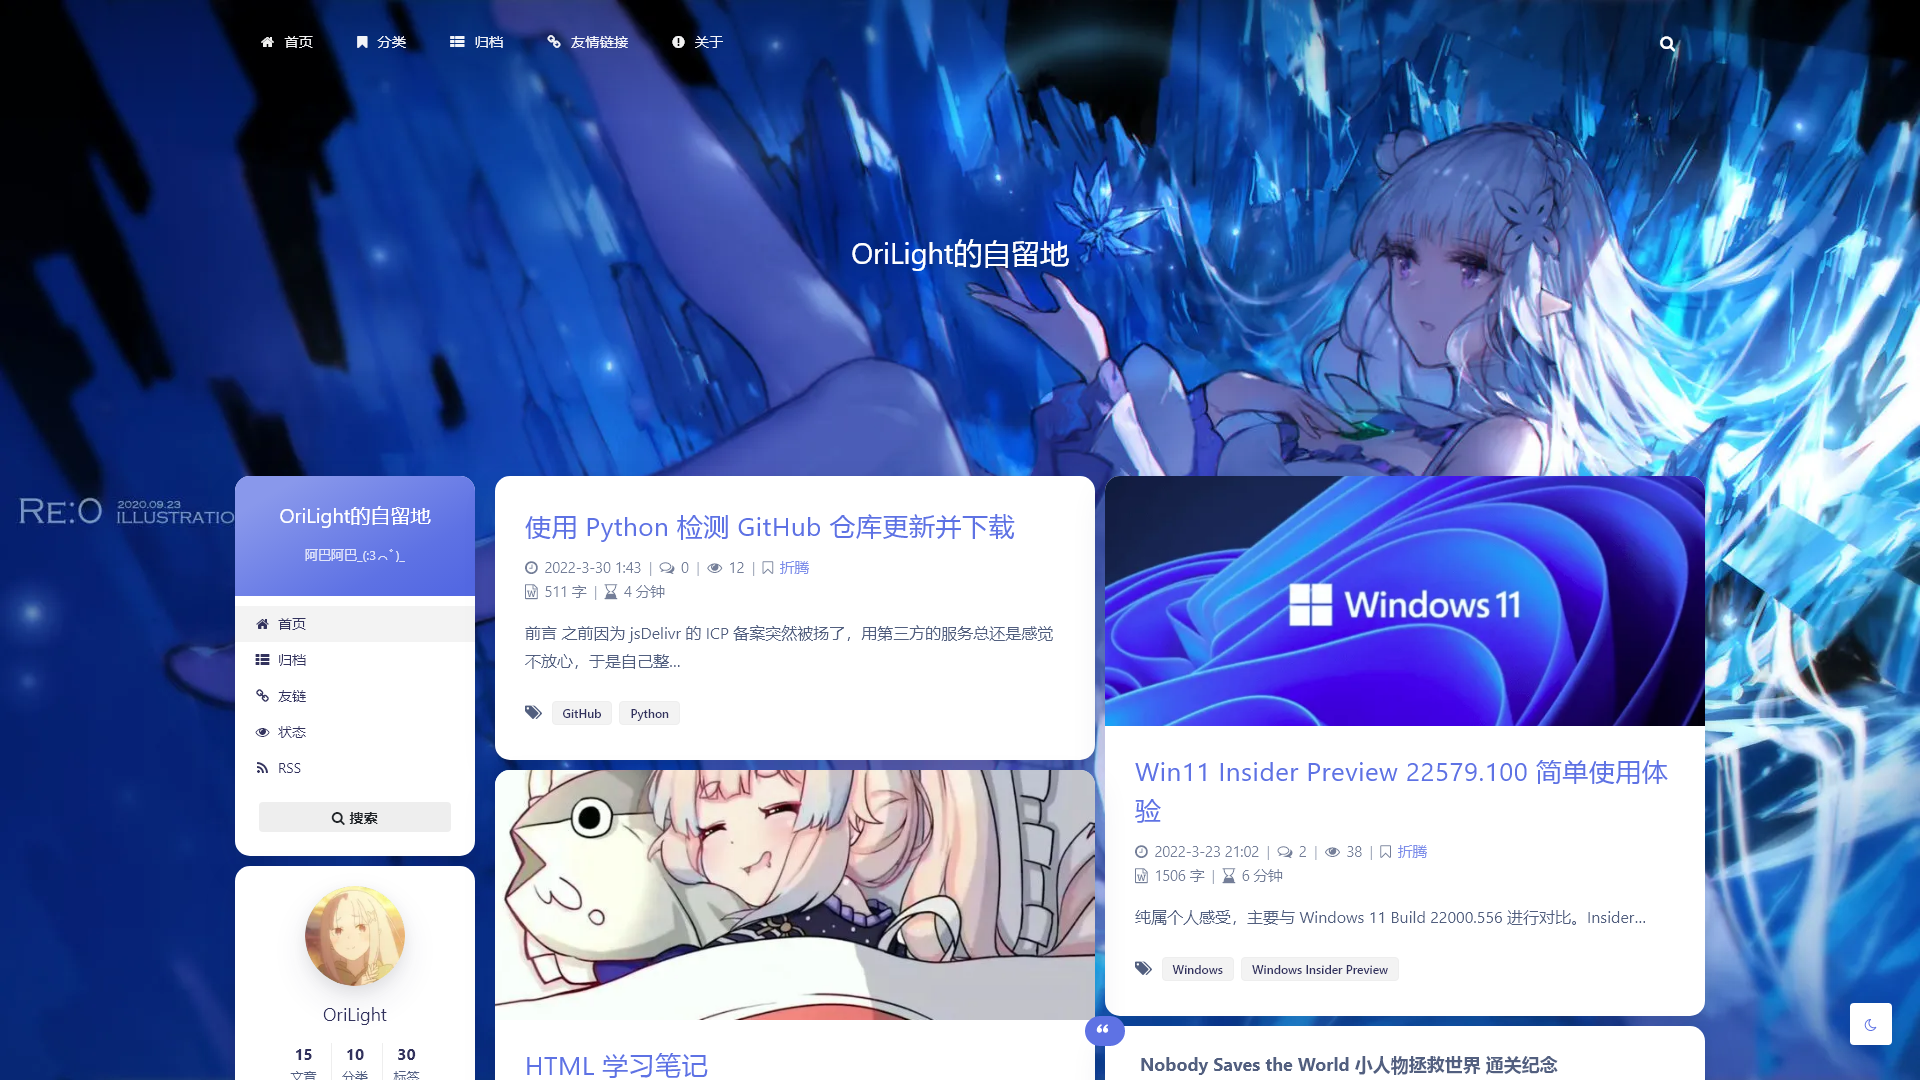 首页 分类 归档 友情链接 关于
OriLight的自留地
RE:0 2020.09.23
ILLUSTRATIO
OriLight的自留地
阿巴阿巴_(:3⌒ﾞ)_
首页
归档
友链
状态
RSS
搜索
OriLight
15 10 30
文章 分类 标签
使用 Python 检测 GitHub 仓库更新并下载
2022-3-30 1:43 | 0 | 12 | 折腾
511 字 | 4 分钟
前言 之前因为 jsDelivr 的 ICP 备案突然被扬了，用第三方的服务总还是感觉
不放心，于是自己整...
GitHub Python
HTML 学习笔记
Windows 11
Win11 Insider Preview 22579.100 简单使用体
验
2022-3-23 21:02 | 2 | 38 | 折腾
1506 字 | 6 分钟
纯属个人感受，主要与 Windows 11 Build 22000.556 进行对比。Insider...
Windows Windows Insider Preview
Nobody Saves the World 小人物拯救世界 通关纪念